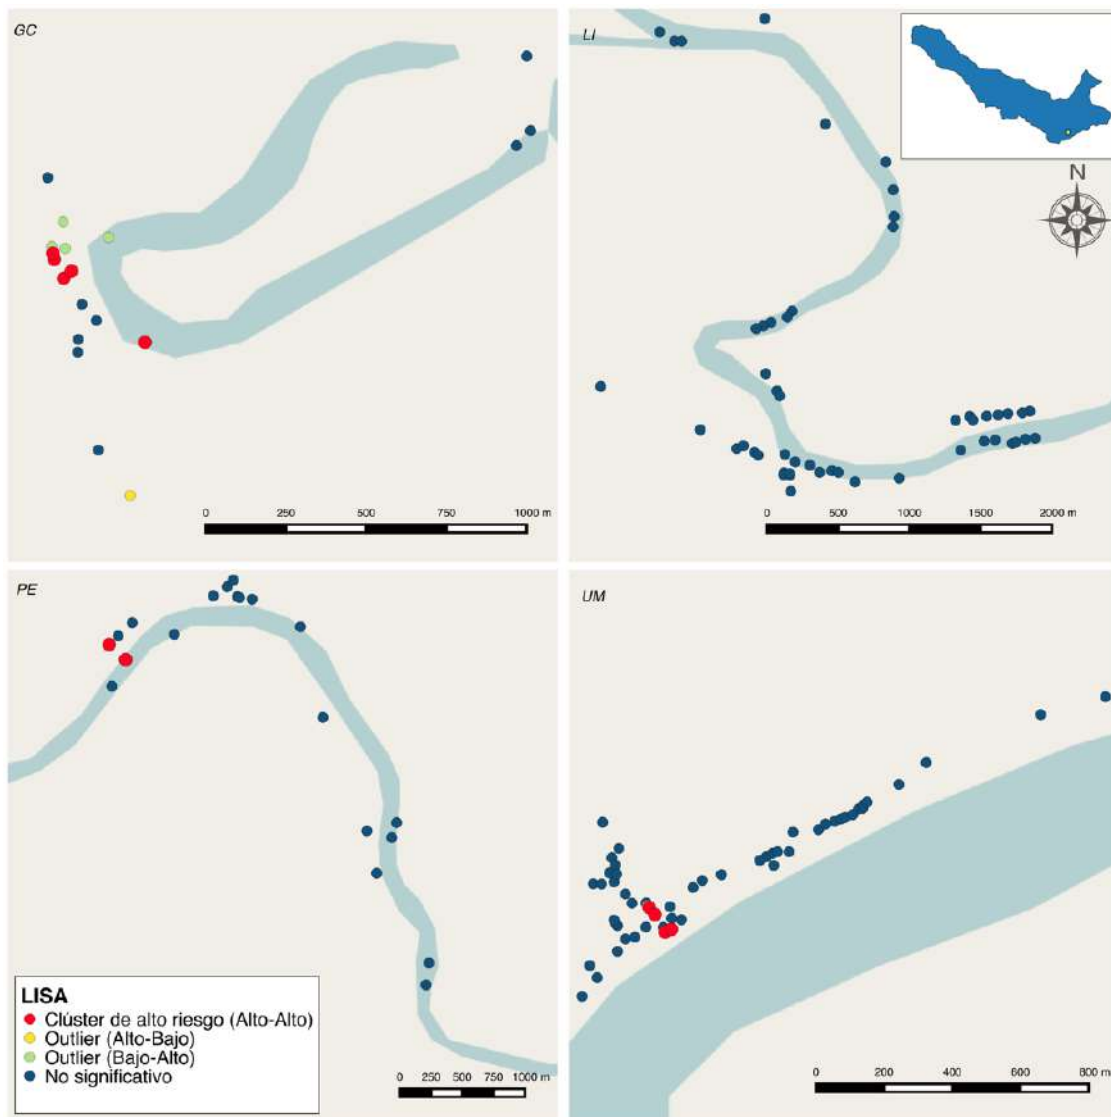 GC
0 250 500 750 1000 m
LI
N
0 500 1000 1500 2000 m
PE
LISA
Clúster de alto riesgo (Alto-Alto)
Outlier (Alto-Bajo)
Outlier (Bajo-Alto)
No significativo
0 250 500 750 1000 m
UM
0 200 400 600 800 m